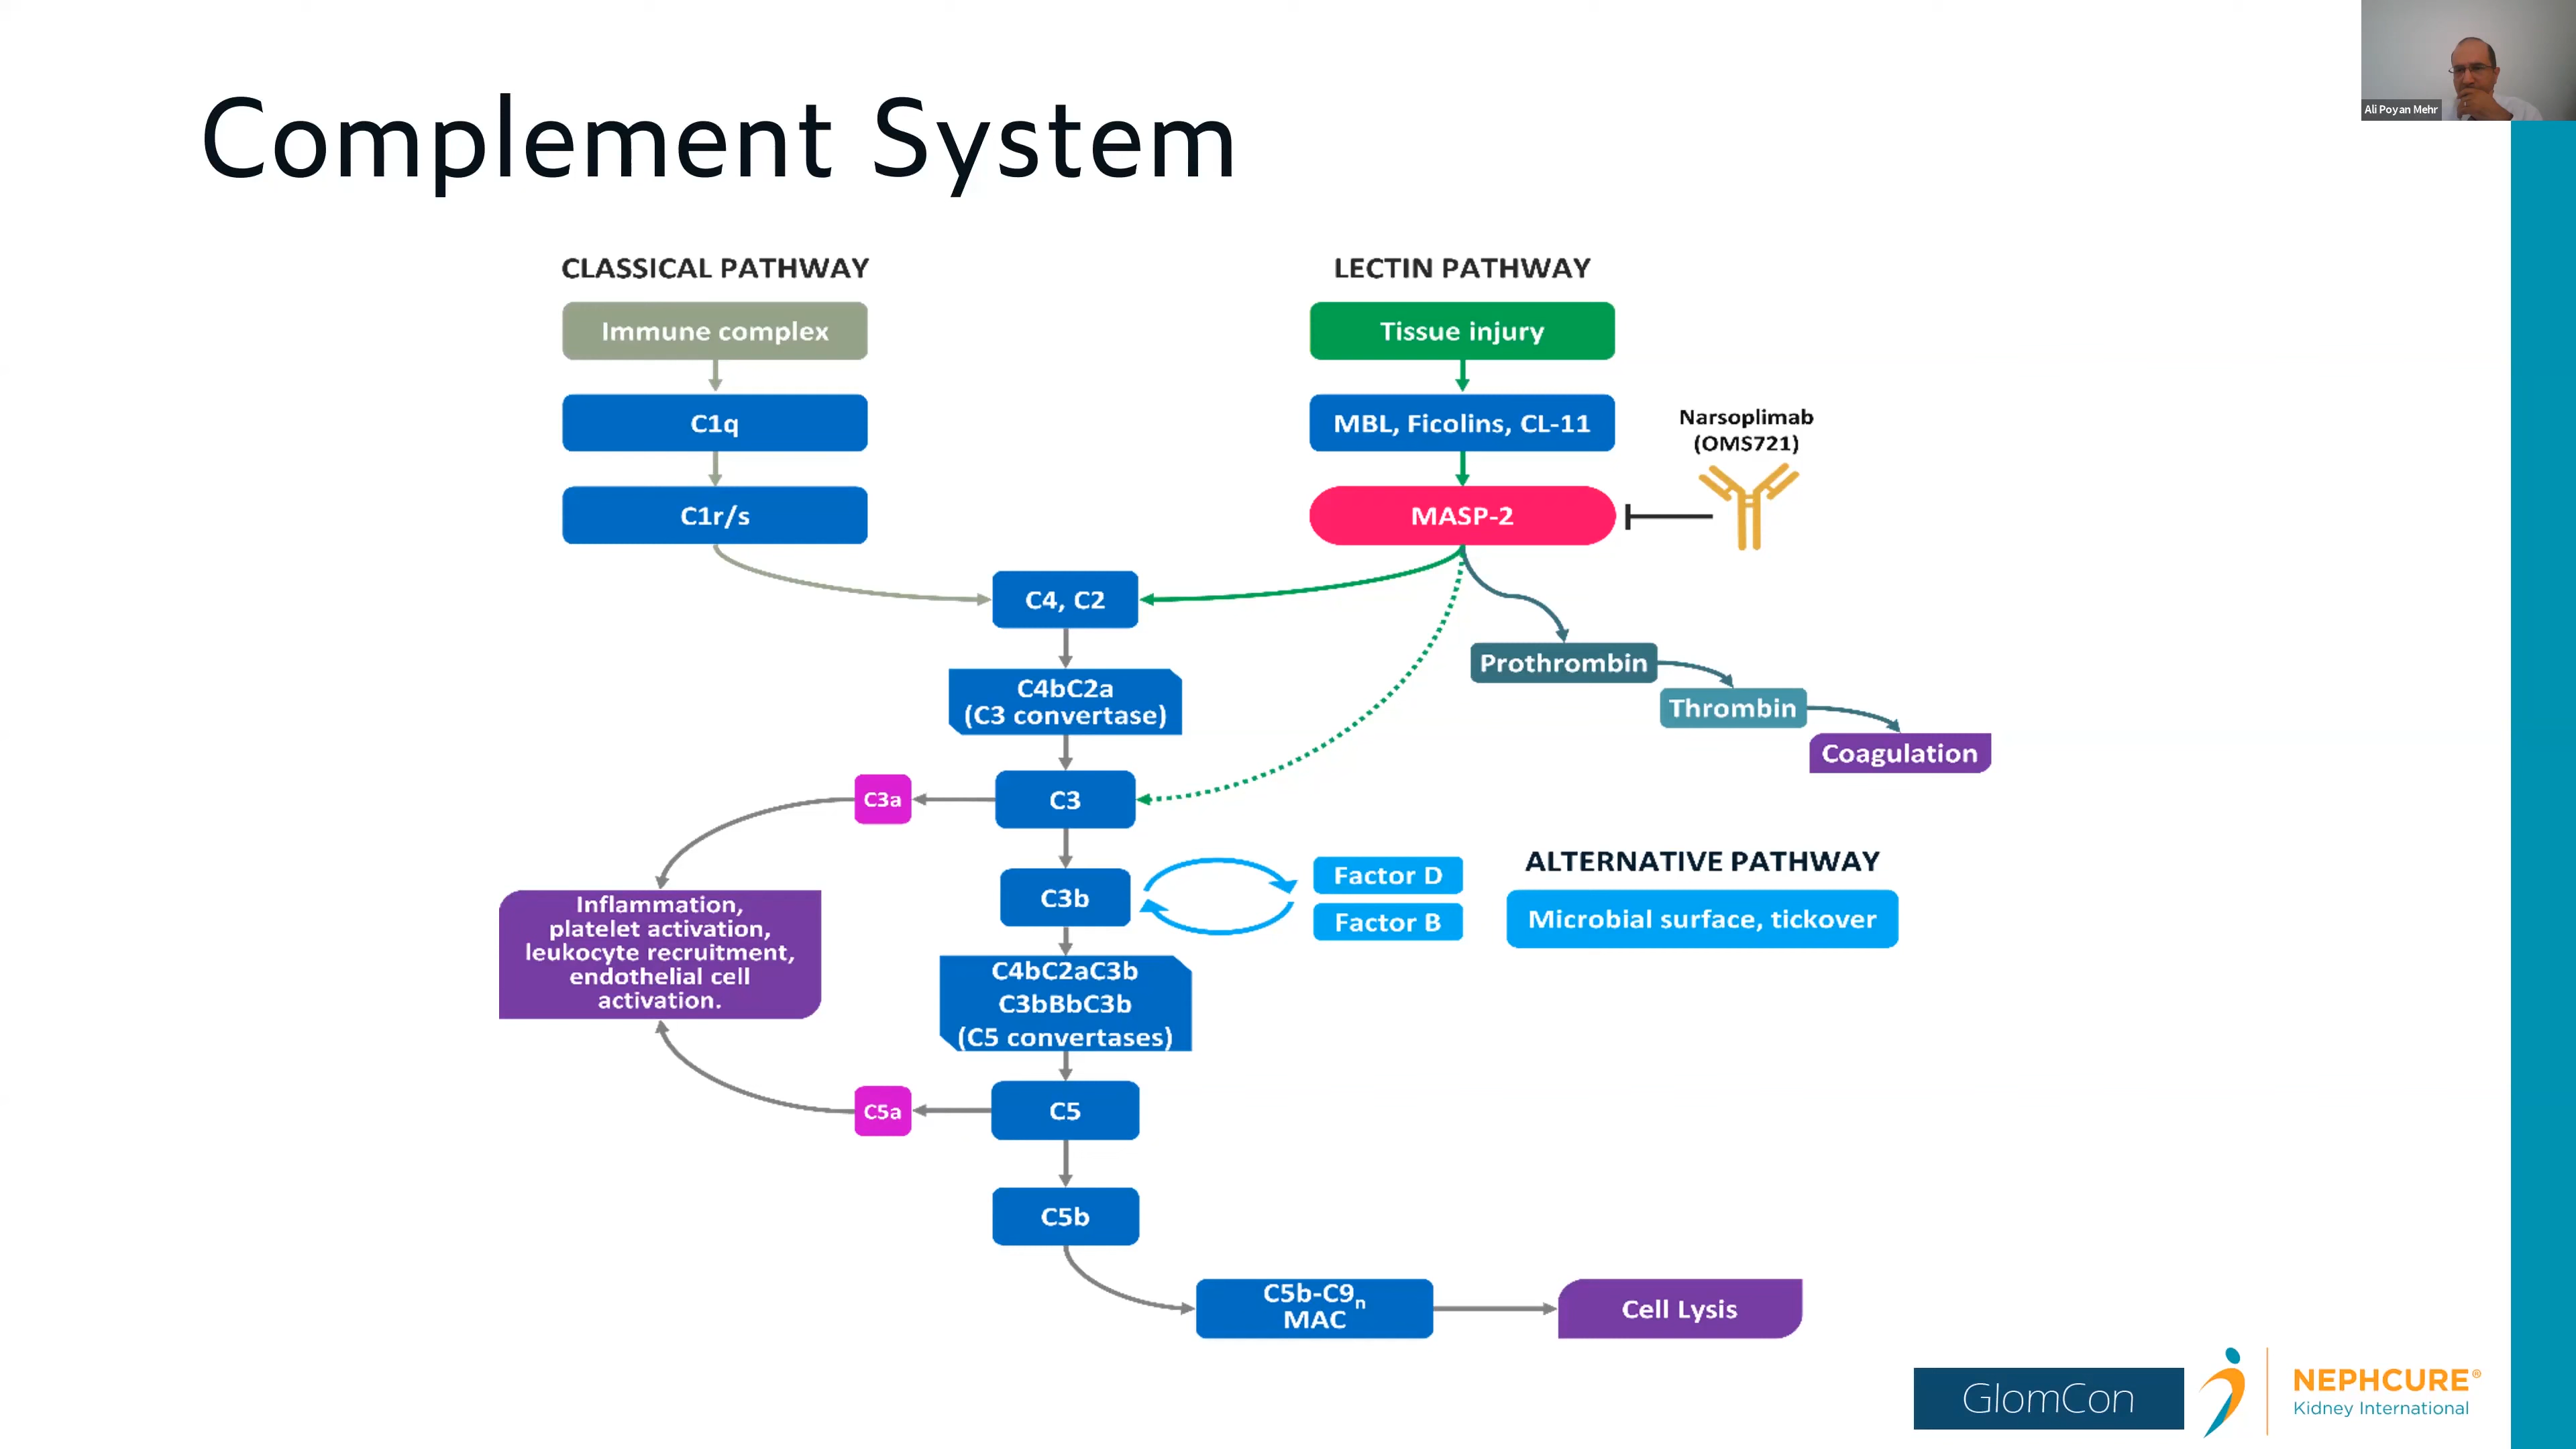 Ali Poyan Mehr
Complement System
CLASSICAL PATHWAY
Immune complex
C1q
C1r/s
LECTIN PATHWAY
Tissue injury
MBL, Ficolins, CL-11
MASP-2
Narsoplimab
(OMS721)
C4, C2
C4bC2a
(C3 convertase)
Prothrombin
Thrombin
Coagulation
C3a
C3
C3b
Factor D
Factor B
ALTERNATIVE PATHWAY
Microbial surface, tickover
Inflammation,
platelet activation,
leukocyte recruitment,
endothelial cell
activation.
C4bC2aC3b
C3bBbC3b
(C5 convertases)
C5a
C5
C5b
C5b-C9n
MAC
Cell Lysis
GlomCon
NEPHCURE®
Kidney International